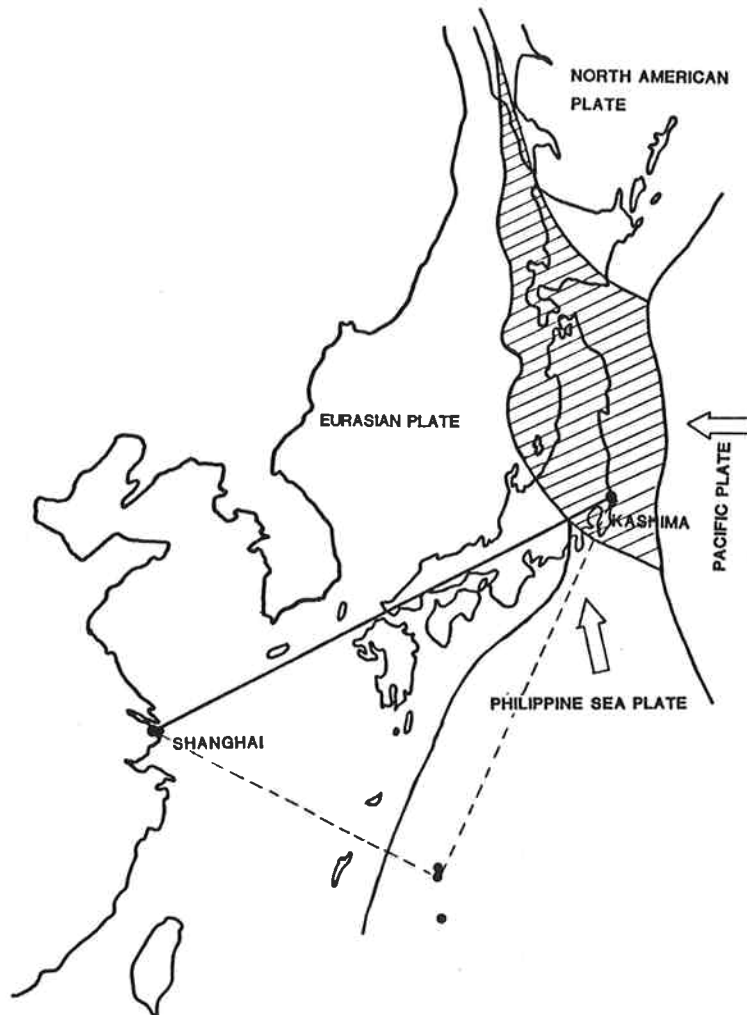 NORTH AMERICAN
PLATE
EURASIAN PLATE
KASHIMA
PACIFIC PLATE
PHILIPPINE SEA PLATE
SHANGHAI